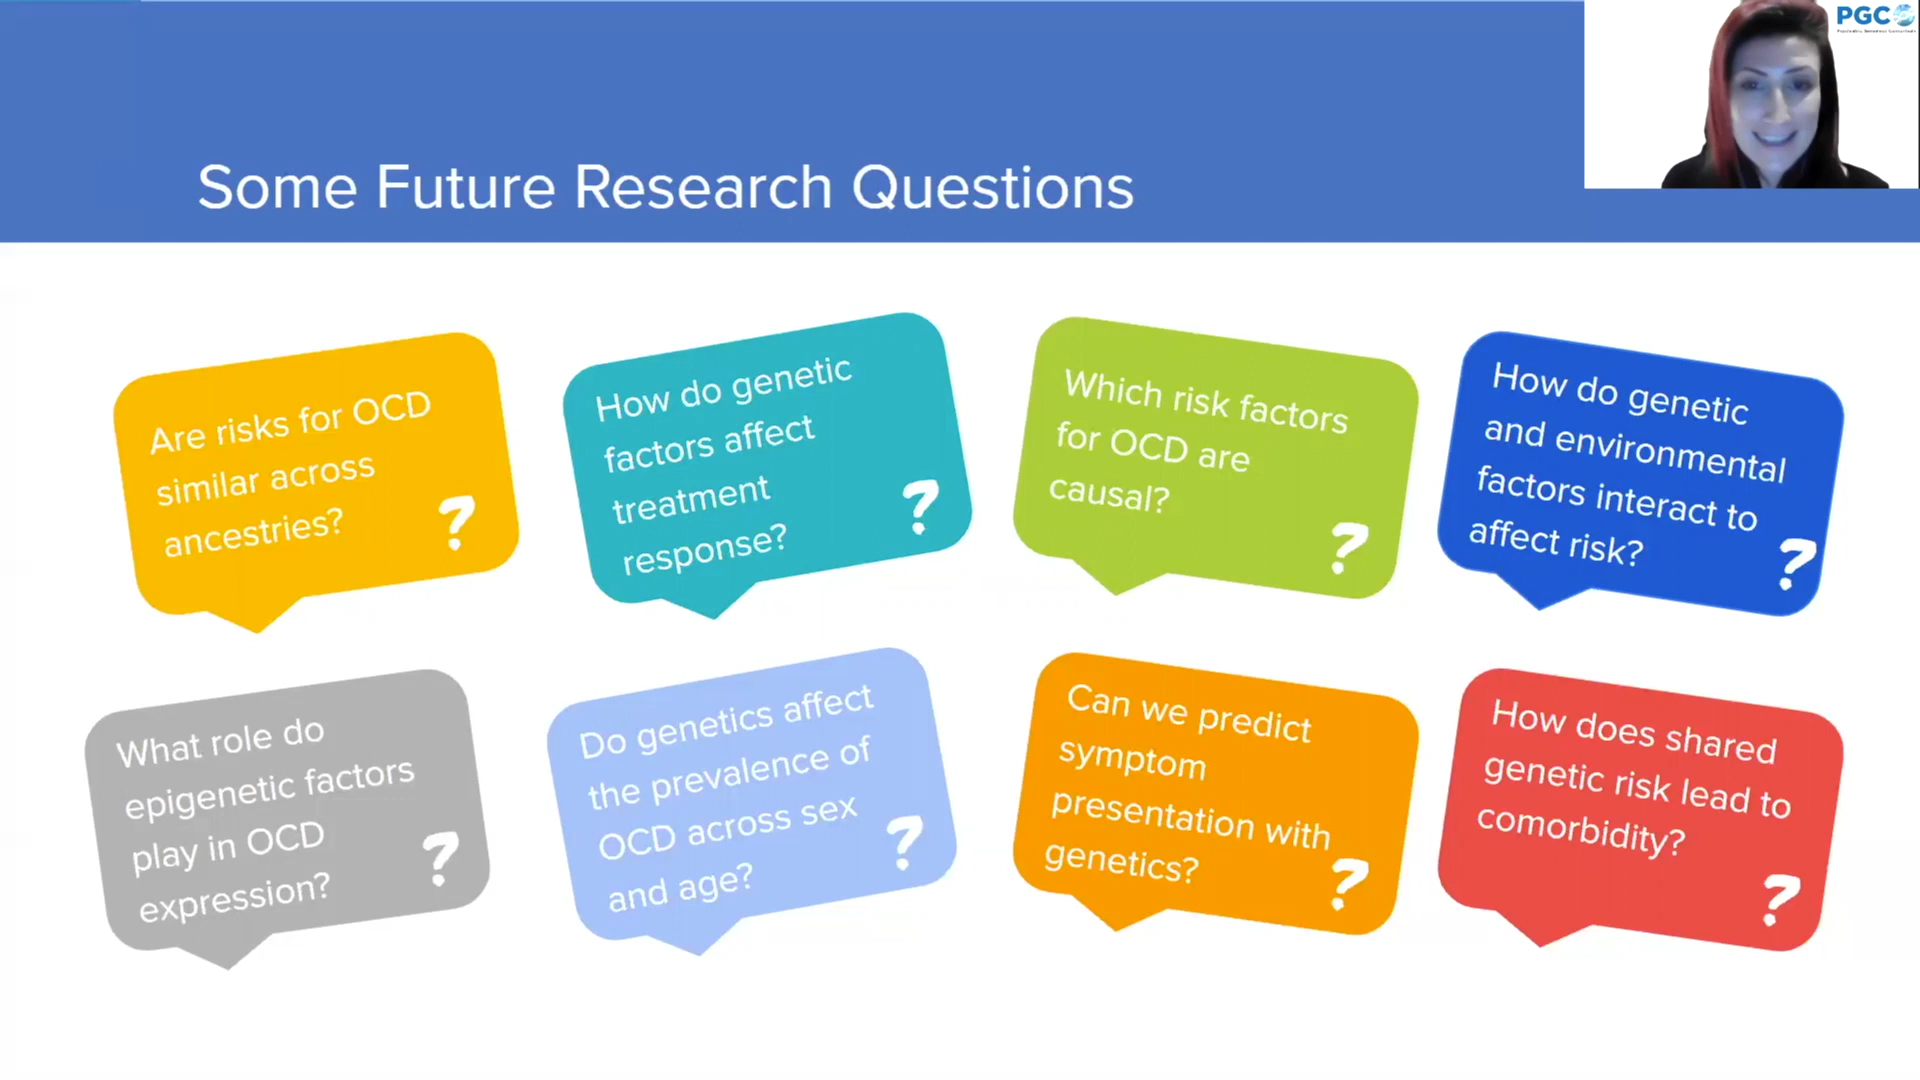 PGC
Some Future Research Questions
Are risks for OCD
similar across
ancestries?
?
How do genetic
factors affect
treatment
response?
?
Which risk factors
for OCD are
causal?
?
How do genetic
and environmental
factors interact to
affect risk?
?
What role do
epigenetic factors
play in OCD
expression?
?
Do genetics affect
the prevalence of
OCD across sex
and age?
?
Can we predict
symptom
presentation with
genetics?
?
How does shared
genetic risk lead to
comorbidity?
?